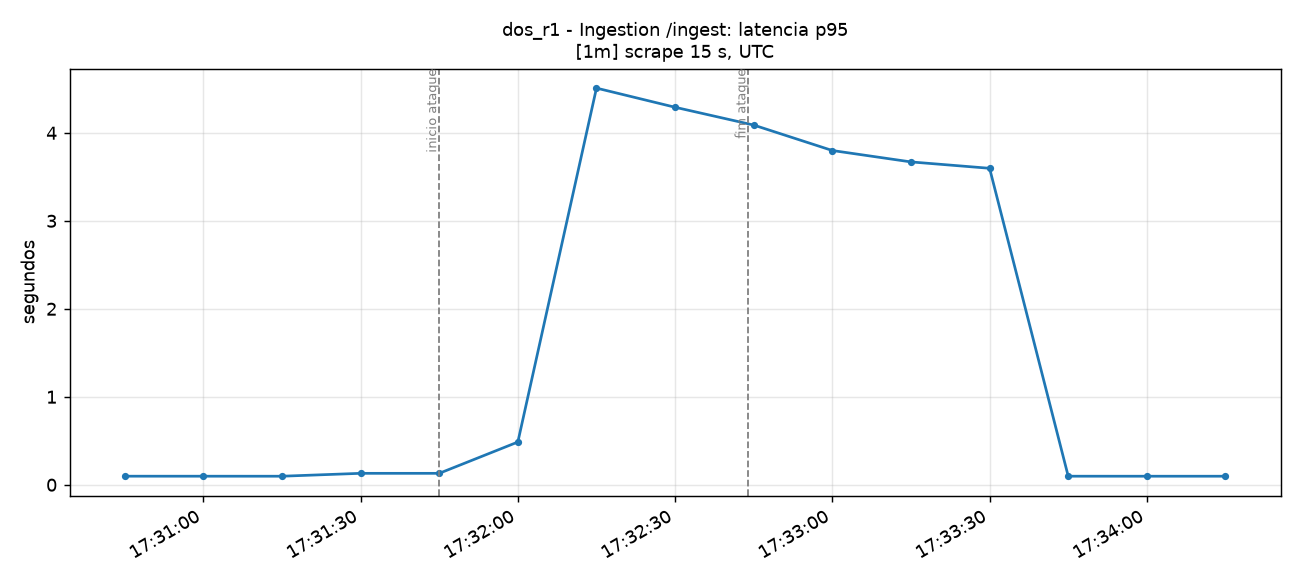 dos_r1 - Ingestion /ingest: latencia p95
[1m] scrape 15 s, UTC
inicio ataque
fim ataque
segundos
4
3
2
1
0
17:31:00
17:31:30
17:32:00
17:32:30
17:33:00
17:33:30
17:34:00